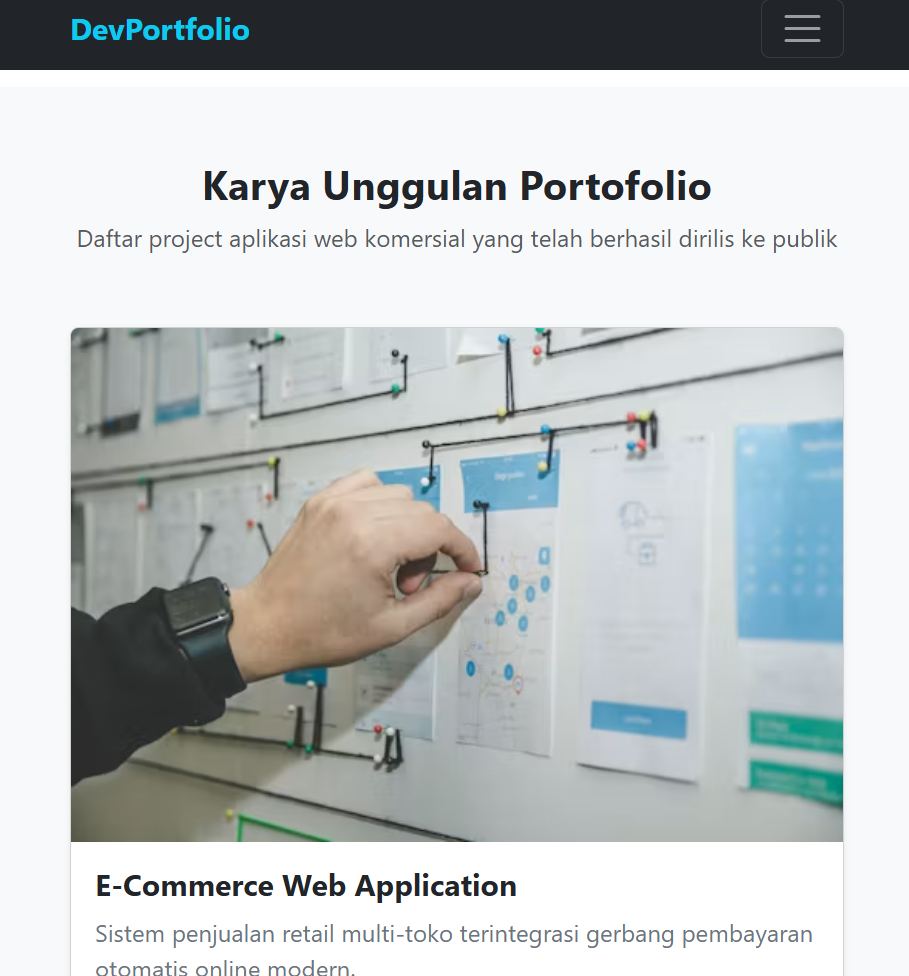 DevPortfolio
Karya Unggulan Portofolio
Daftar project aplikasi web komersial yang telah berhasil dirilis ke publik
E-Commerce Web Application
Sistem penjualan retail multi-toko terintegrasi gerbang pembayaran
otomatis online modern.